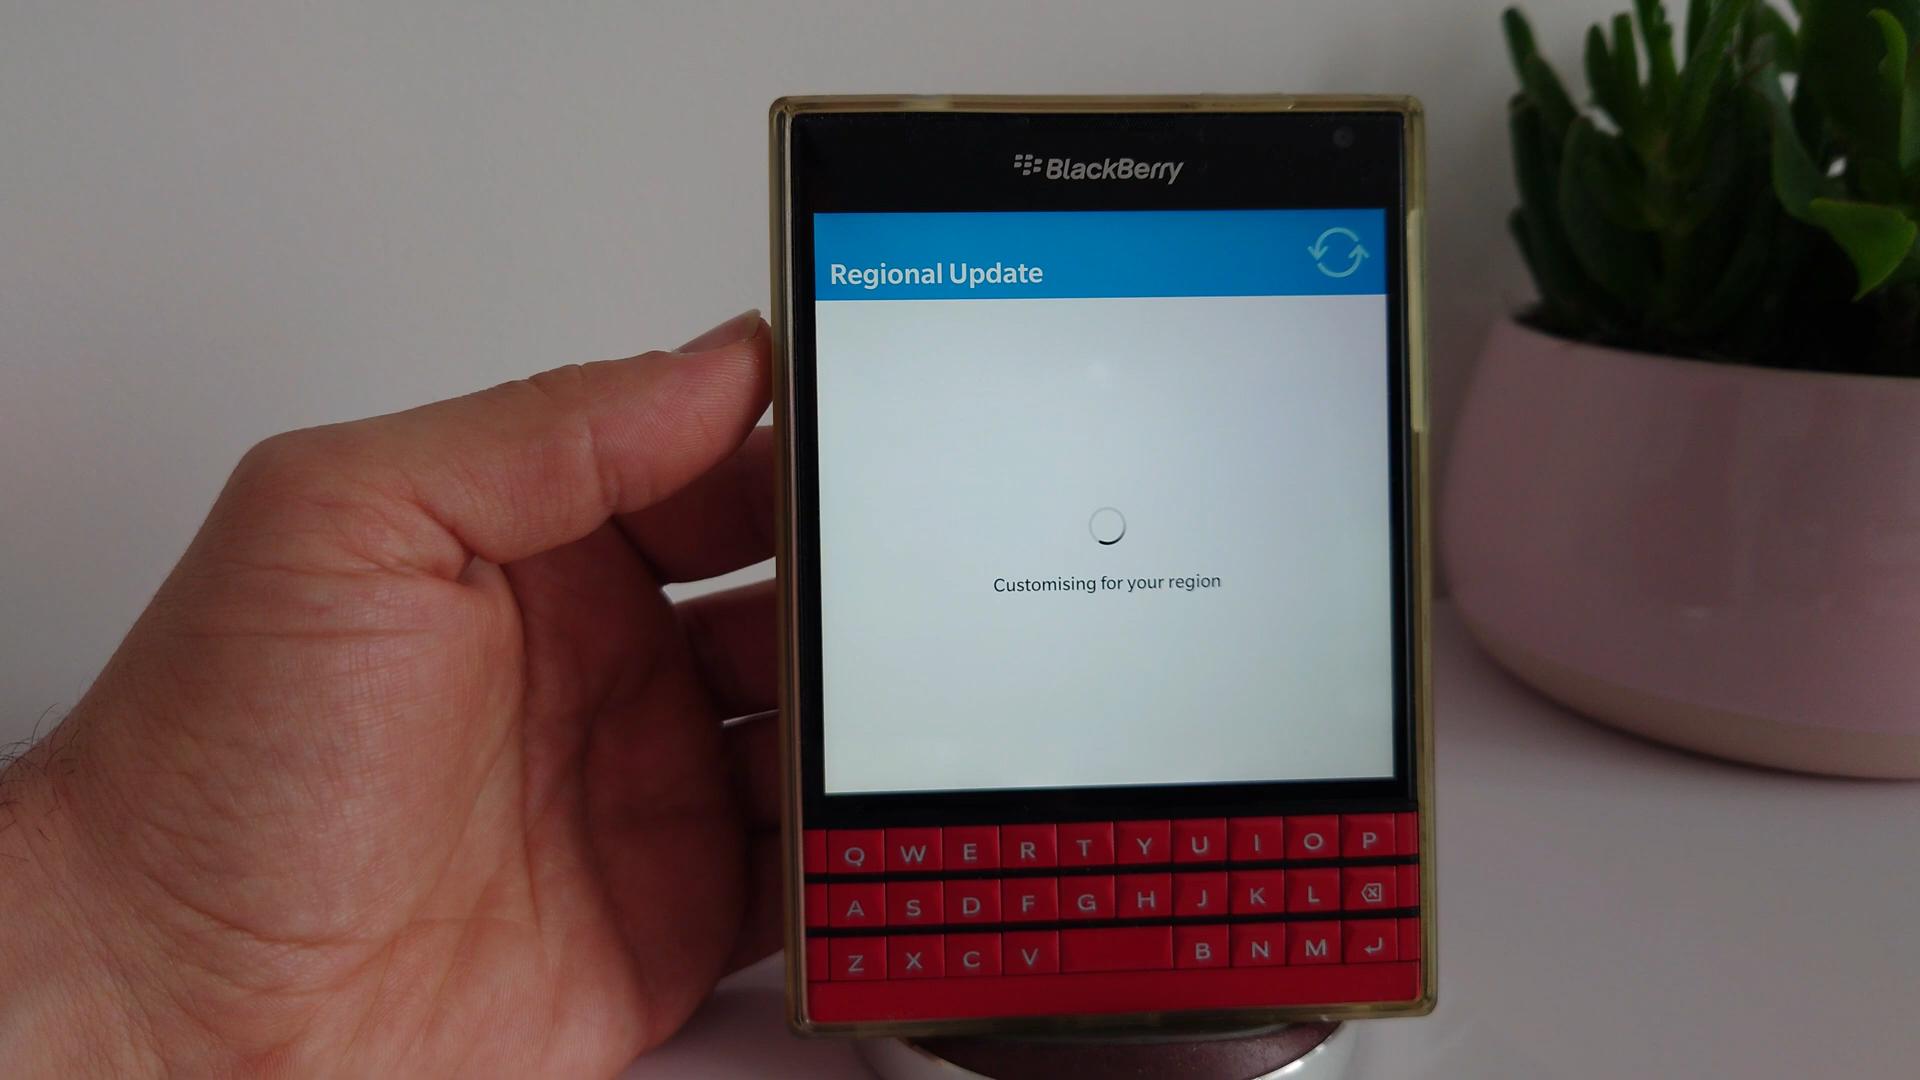 BlackBerry
Regional Update
Customising for your region
Q W E R T Y U I O P
A S D F G H J K L
Z X C V B N M